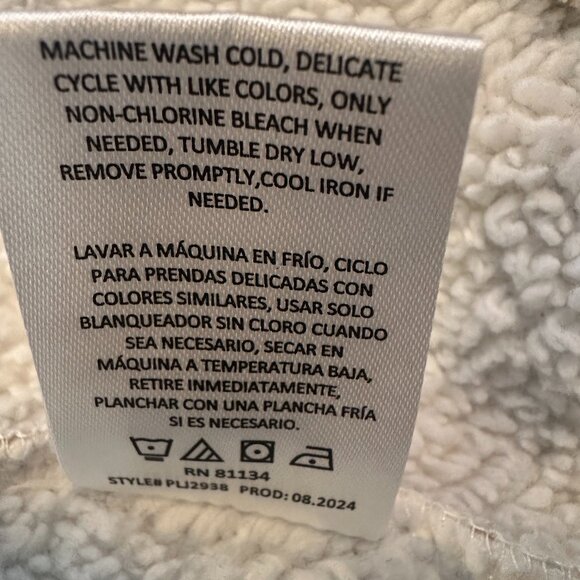 MACHINE WASH COLD, DELICATE
CYCLE WITH LIKE COLORS, ONLY
NON-CHLORINE BLEACH WHEN
NEEDED, TUMBLE DRY LOW,
REMOVE PROMPTLY,COOL IRON IF
NEEDED.
LAVAR A MÁQUINA EN FRÍO, CICLO
PARA PRENDAS DELICADAS CON
COLORES SIMILARES, USAR SOLO
BLANQUEADOR SIN CLORO CUANDO
SEA NECESARIO, SECAR EN
MÁQUINA A TEMPERATURA BAJA,
RETIRE INMEDIATAMENTE,
PLANCHAR CON UNA PLANCHA FRÍA
SI ES NECESARIO.
RN 81134
STYLE# PLJ2938 PROD: 08.2024